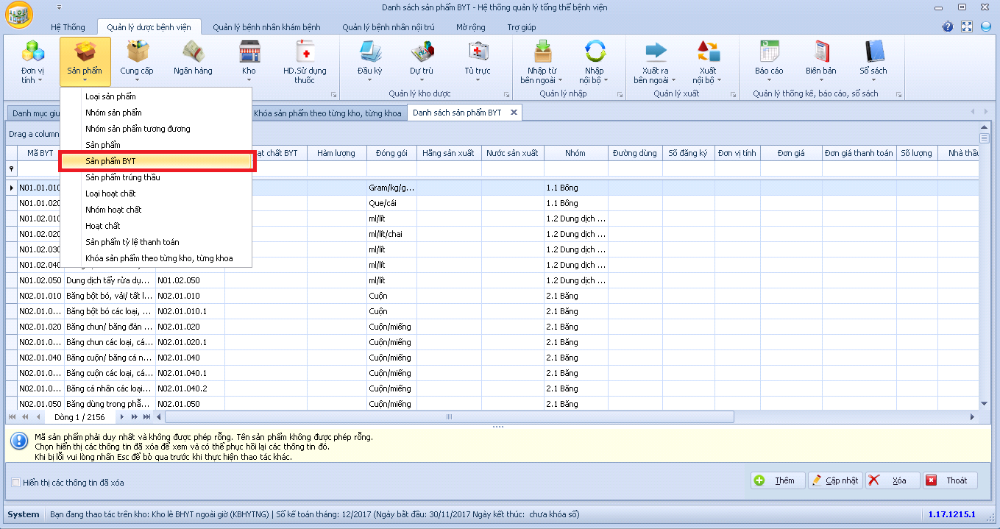 Danh sách sản phẩm BYT - Hệ thống quản lý tổng thể bệnh viện
Hệ Thống Quản lý dược bệnh viện Quản lý bệnh nhân khám bệnh Quản lý bệnh nhân nội trú Mở rộng Trợ giúp
Đơn vị tính Sản phẩm Cung cấp Ngân hàng Kho HD.Sử dụng thuốc Đầu kỳ Dự trù Tủ trực Nhập từ bên ngoài Nhập nội bộ Xuất ra bên ngoài Xuất nội bộ Báo cáo Biên bản Sổ sách
Quản lý kho dược Quản lý nhập Quản lý xuất Quản lý thống kê, báo cáo, sổ sách
Loại sản phẩm
Nhóm sản phẩm
Nhóm sản phẩm tương đương
Sản phẩm
Sản phẩm BYT
Sản phẩm trúng thầu
Loại hoạt chất
Nhóm hoạt chất
Hoạt chất
Sản phẩm tỷ lệ thanh toán
Khóa sản phẩm theo từng kho, từng khoa
Danh mục giu Khóa sản phẩm theo từng kho, từng khoa Danh sách sản phẩm BYT
Drag a column
Mã BYT ạt chất BYT Hàm lượng Đóng gói Hãng sản xuất Nước sản xuất Nhóm Đường dùng Số đăng ký Đơn vị tính Đơn giá Đơn giá thanh toán Số lượng Nhà thầu
N01.01.010 Gram/kg/g... 1.1 Bông
N01.01.020 Que/cái 1.1 Bông
N01.02.010 ml/lít 1.2 Dung dịch ...
N01.02.020 ml/lít/chai 1.2 Dung dịch ...
N01.02.030 ml/lít 1.2 Dung dịch ...
N01.02.040 ml/lít 1.2 Dung dịch ...
N01.02.050 Dung dịch tẩy rửa dụ... N01.02.050 ml/lít 1.2 Dung dịch ...
N02.01.010 Băng bột bó, vải/ tất l... N02.01.010 Cuộn 2.1 Băng
N02.01.0... Băng bột bó các loại, ... N02.01.010.1 Cuộn 2.1 Băng
N02.01.020 Băng chun/ băng đàn ... N02.01.020 Cuộn/miếng 2.1 Băng
N02.01.0... Băng chun các loại, cá... N02.01.020.1 Cuộn/miếng 2.1 Băng
N02.01.040 Băng cuộn/ băng cá n... N02.01.040 Cuộn/miếng 2.1 Băng
N02.01.0... Băng cuộn các loại, cá... N02.01.040.1 Cuộn/miếng 2.1 Băng
N02.01.0... Băng cá nhân các loại... N02.01.040.2 Cuộn/miếng 2.1 Băng
N02.01.050 Băng dùng trong phẫ... N02.01.050 Cuộn/miếng 2.1 Băng
Dòng 1 / 2156
Mã sản phẩm phải duy nhất và không được phép rỗng. Tên sản phẩm không được phép rỗng.
Chọn hiển thị các thông tin đã xóa để xem và có thể phục hồi lại các thông tin đó.
Khi bị lỗi vui lòng nhấn Esc để bỏ qua trước khi thực hiện thao tác khác.
Hiển thị các thông tin đã xóa Thêm Cập nhật Xóa Thoát
System Bạn đang thao tác trên kho: Kho lẻ BHYT ngoài giờ (KBHYTNG) | Sổ kế toán tháng: 12/2017 (Ngày bắt đầu: 30/11/2017 Ngày kết thúc: chưa khóa sổ) 1.17.1215.1